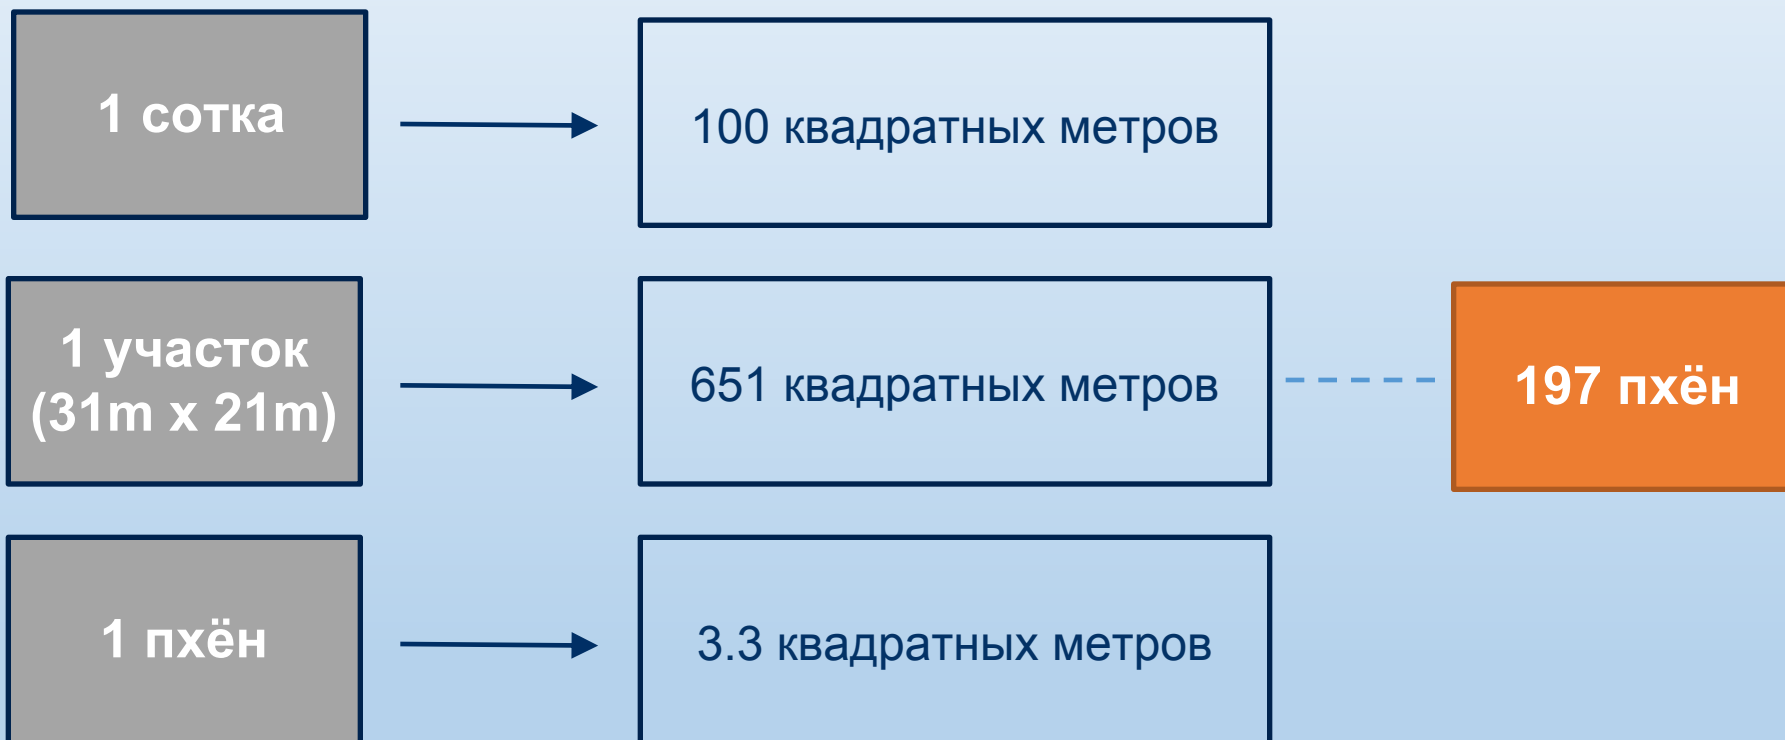 1 сотка
100 квадратных метров
1 участок
(31m x 21m)
651 квадратных метров
197 пхён
1 пхён
3.3 квадратных метров